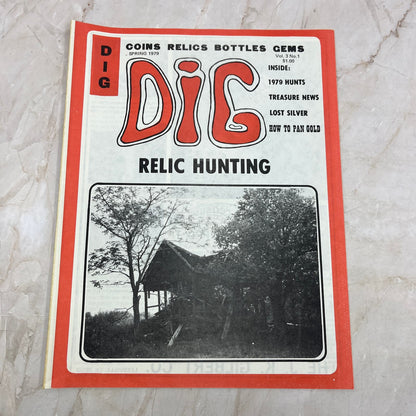 DIG
COINS RELICS BOTTLES GEMS
SPRING 1979
Vol. 3 No. 1
$1.00
DIG
INSIDE:
1979 HUNTS
TREASURE NEWS
LOST SILVER
HOW TO PAN GOLD
RELIC HUNTING